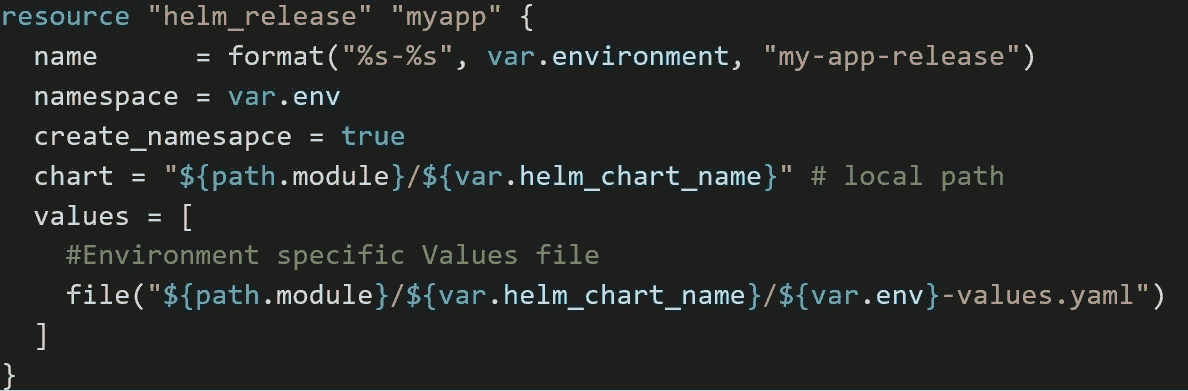 resource "helm_release" "myapp" {
  name      = format("%s-%s", var.environment, "my-app-release")
  namespace = var.env
  create_namesapce = true
  chart = "${path.module}/${var.helm_chart_name}" # local path
  values = [
    #Environment specific Values file
    file("${path.module}/${var.helm_chart_name}/${var.env}-values.yaml")
  ]
}